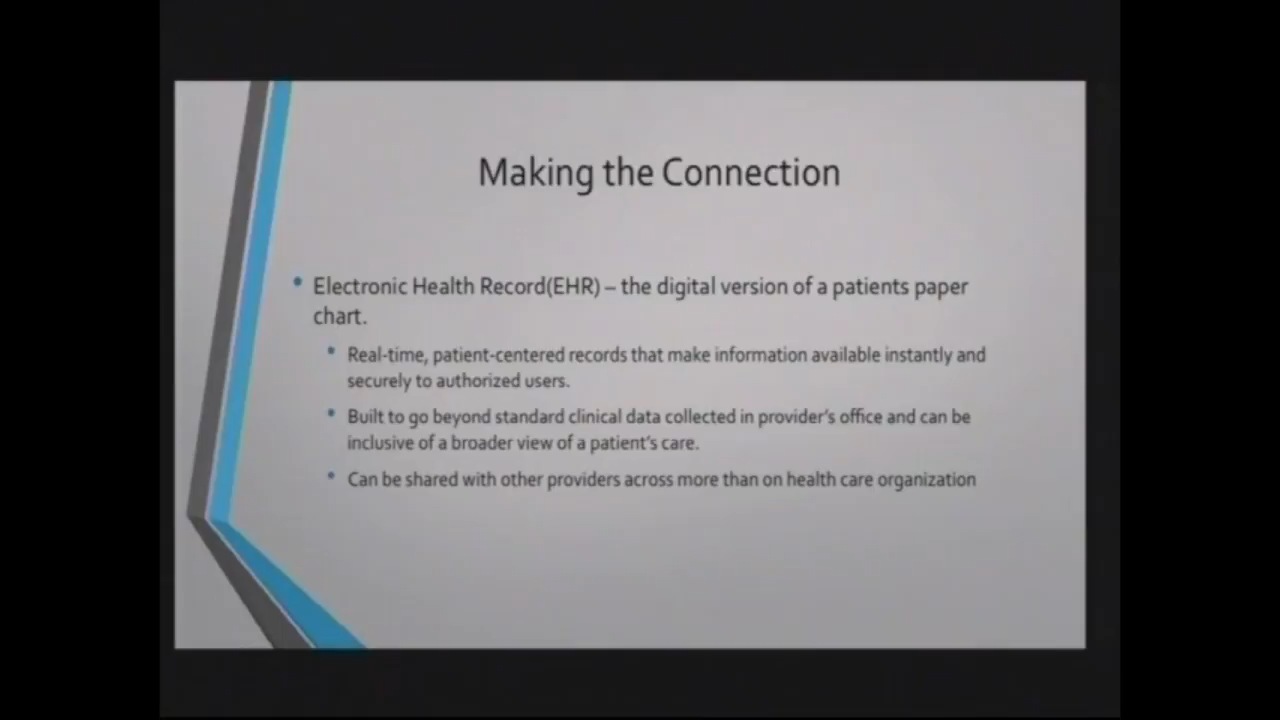 Making the Connection
• Electronic Health Record(EHR) – the digital version of a patients paper
chart.
• Real-time, patient-centered records that make information available instantly and
securely to authorized users.
• Built to go beyond standard clinical data collected in provider's office and can be
inclusive of a broader view of a patient's care.
• Can be shared with other providers across more than on health care organization